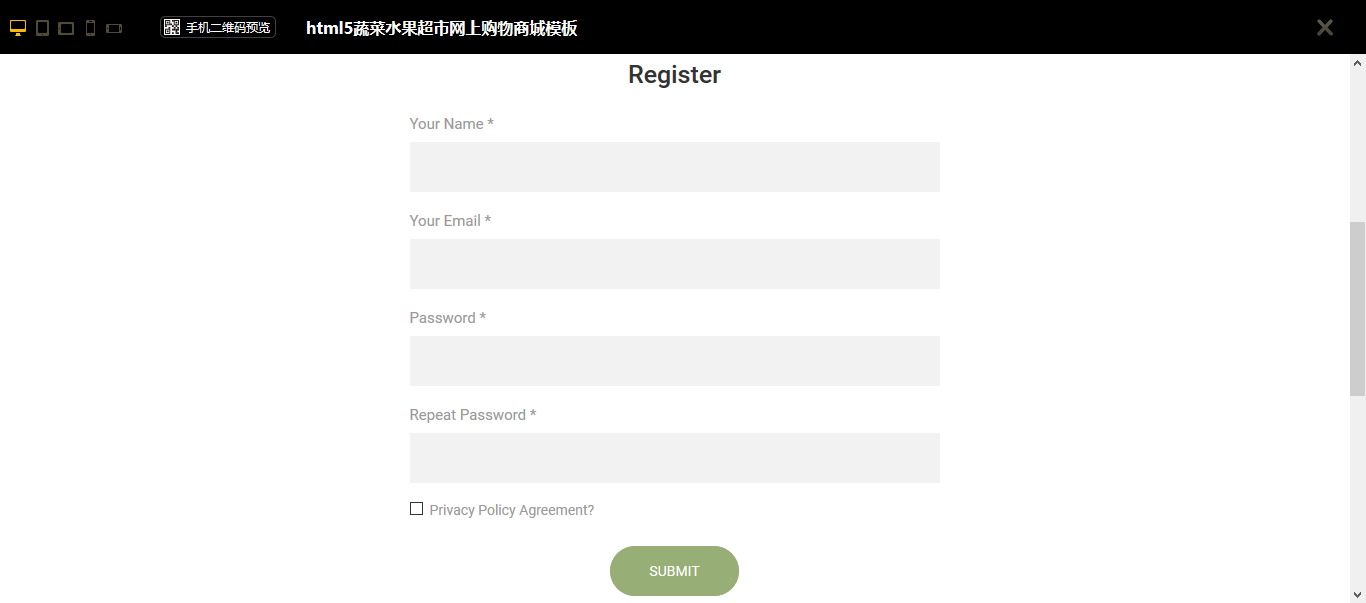 手机二维码预览
html5蔬菜水果超市网上购物商城模板
Register
Your Name *
Your Email *
Password *
Repeat Password *
Privacy Policy Agreement?
SUBMIT